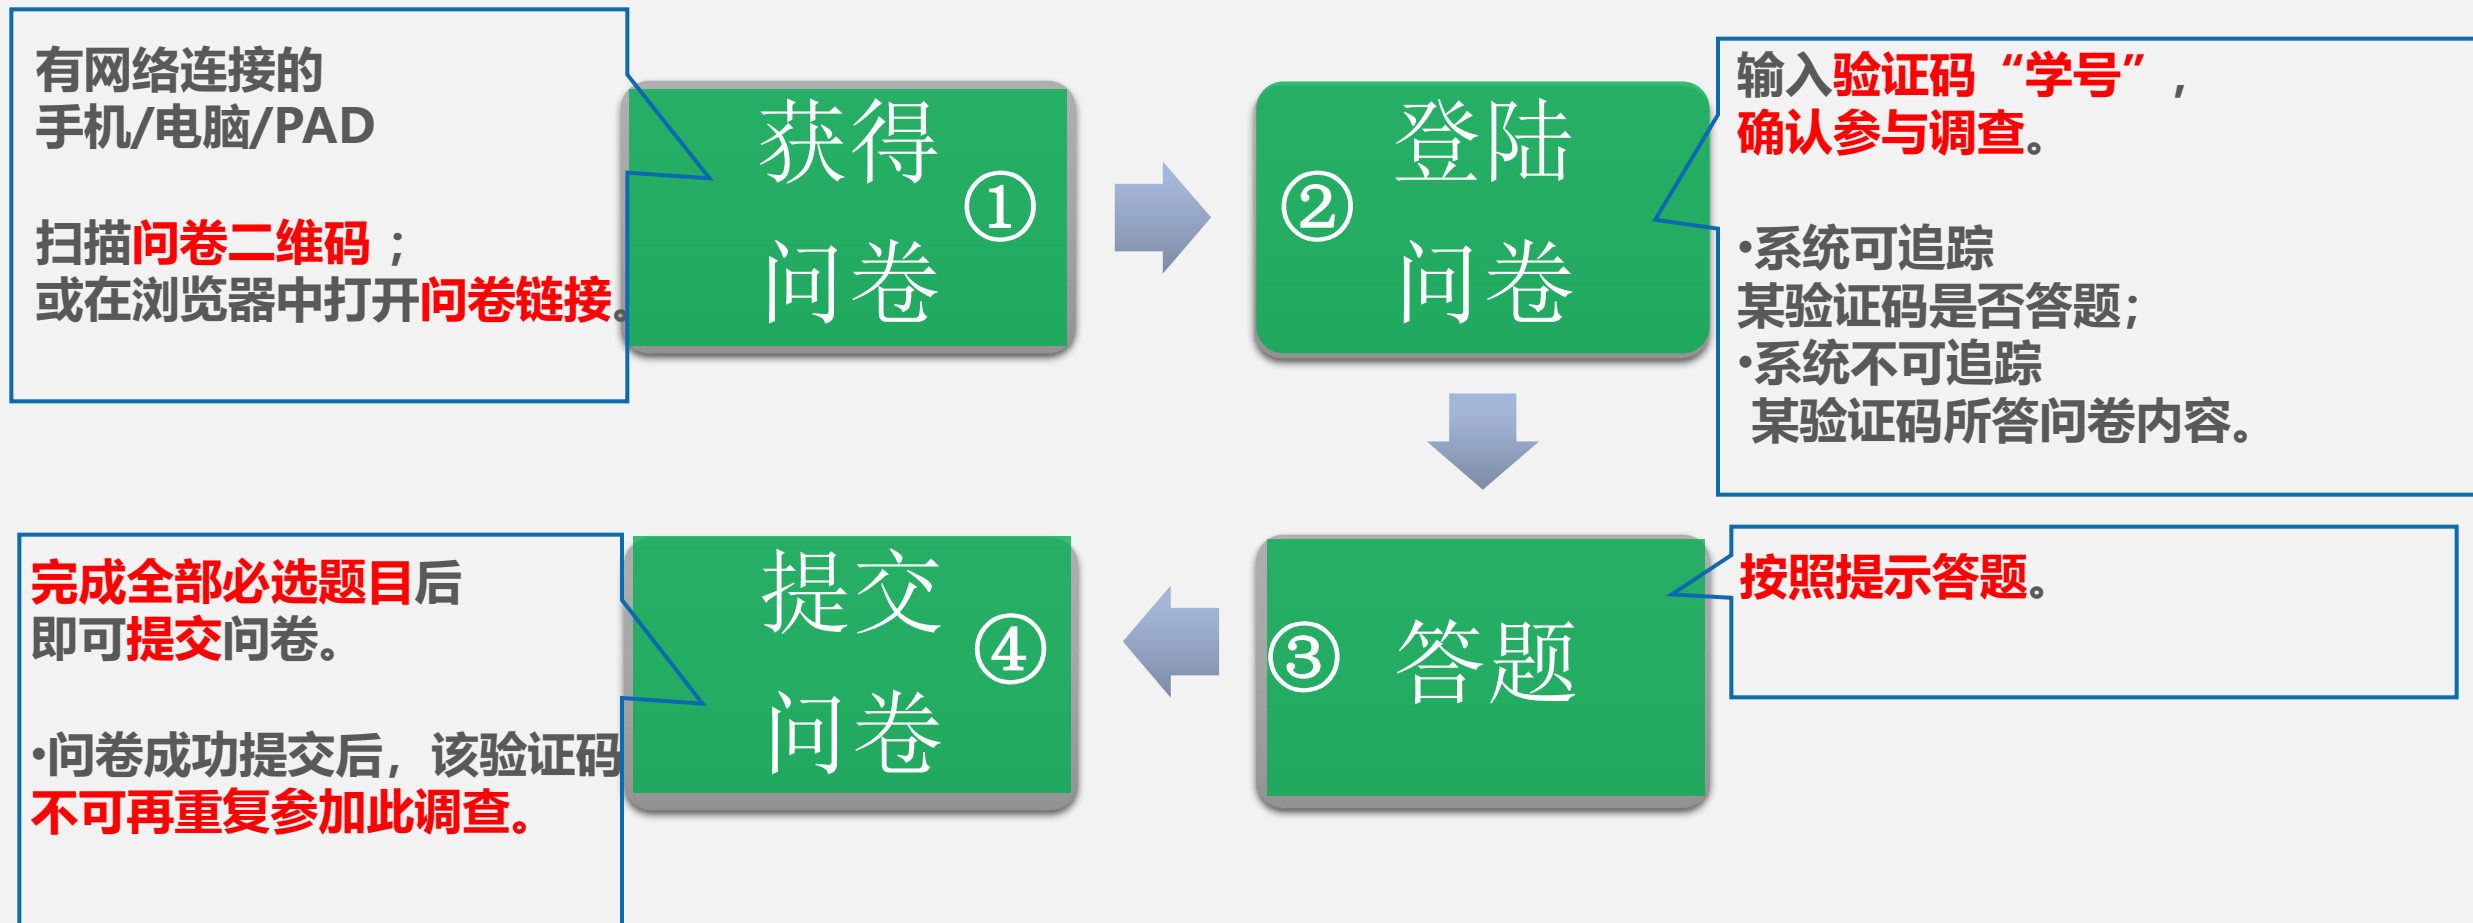 有网络连接的
手机/电脑/PAD
扫描问卷二维码；
或在浏览器中打开问卷链接。
获得
①
问卷
登陆
②
问卷
输入验证码“学号”，
确认参与调查。
•系统可追踪
某验证码是否答题；
•系统不可追踪
某验证码所答问卷内容。
按照提示答题。
③ 答题
提交
④
问卷
完成全部必选题目后
即可提交问卷。
•问卷成功提交后，该验证码
不可再重复参加此调查。